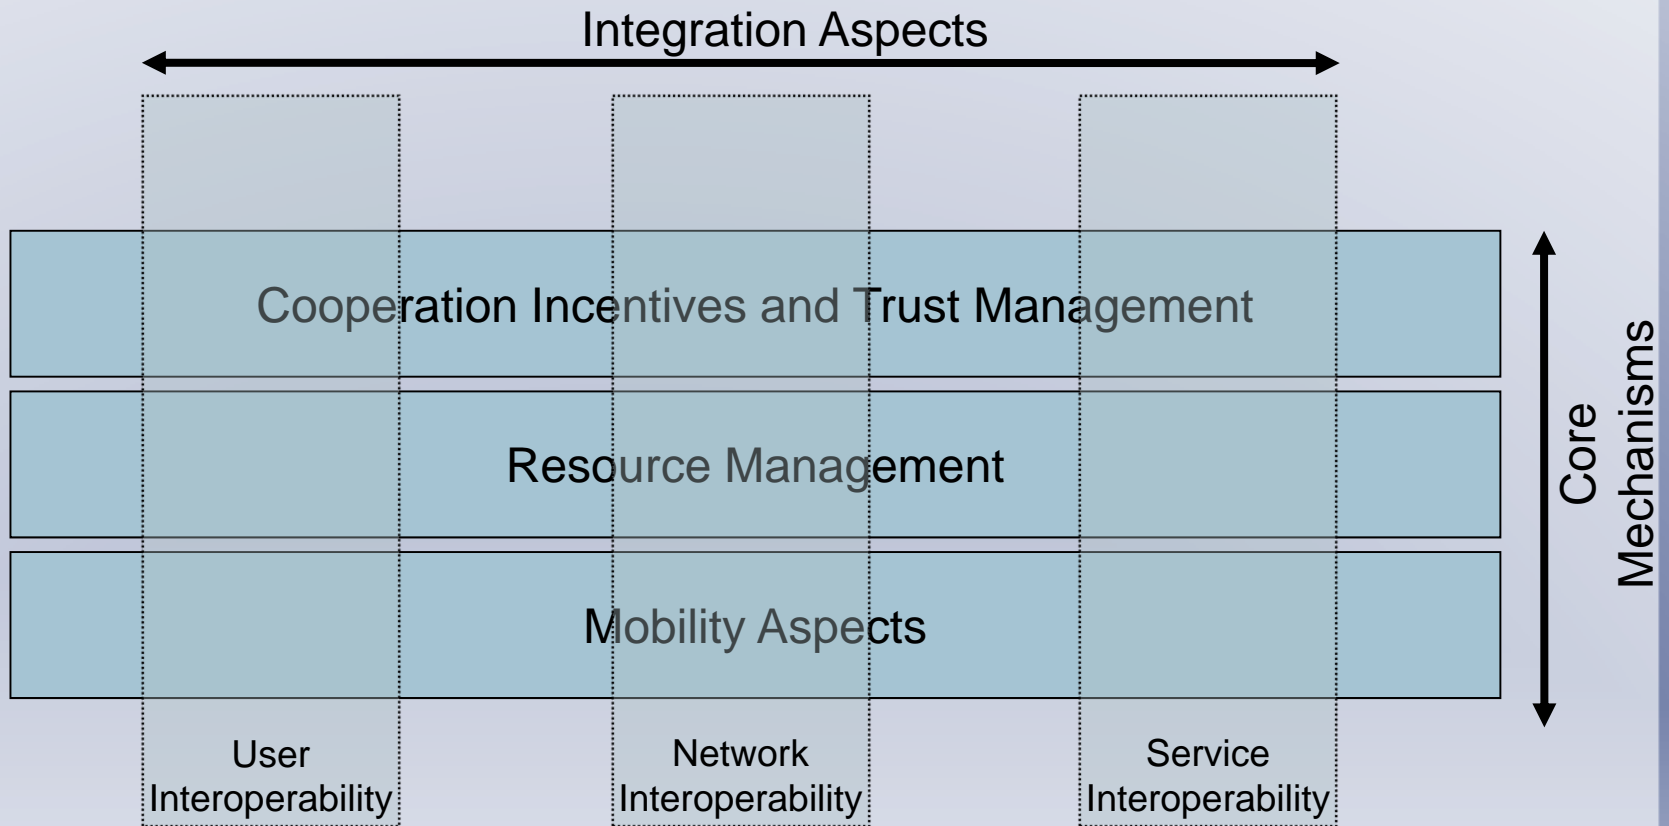 Integration Aspects
Cooperation Incentives and Trust Management
Resource Management
Mobility Aspects
Core
Mechanisms
User
Interoperability
Network
Interoperability
Service
Interoperability